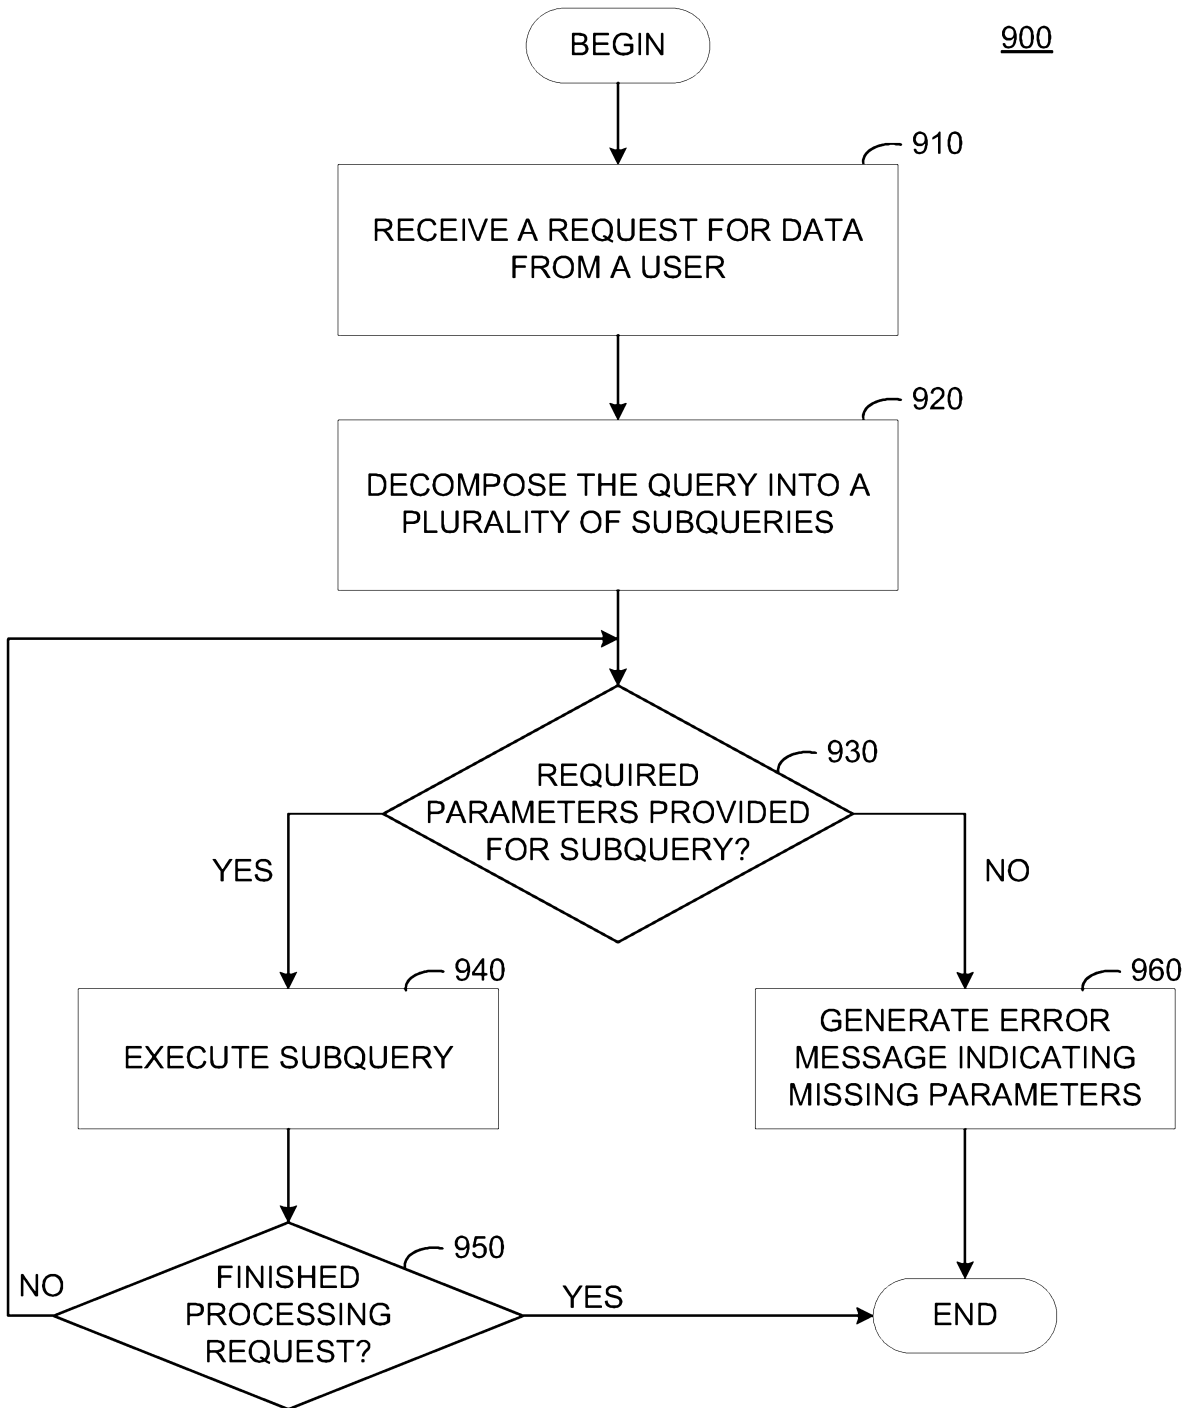 BEGIN
900
910
RECEIVE A REQUEST FOR DATA
FROM A USER
920
DECOMPOSE THE QUERY INTO A
PLURALITY OF SUBQUERIES
930
REQUIRED
PARAMETERS PROVIDED
FOR SUBQUERY?
YES
NO
940
EXECUTE SUBQUERY
960
GENERATE ERROR
MESSAGE INDICATING
MISSING PARAMETERS
950
FINISHED
PROCESSING
REQUEST?
NO
YES
END